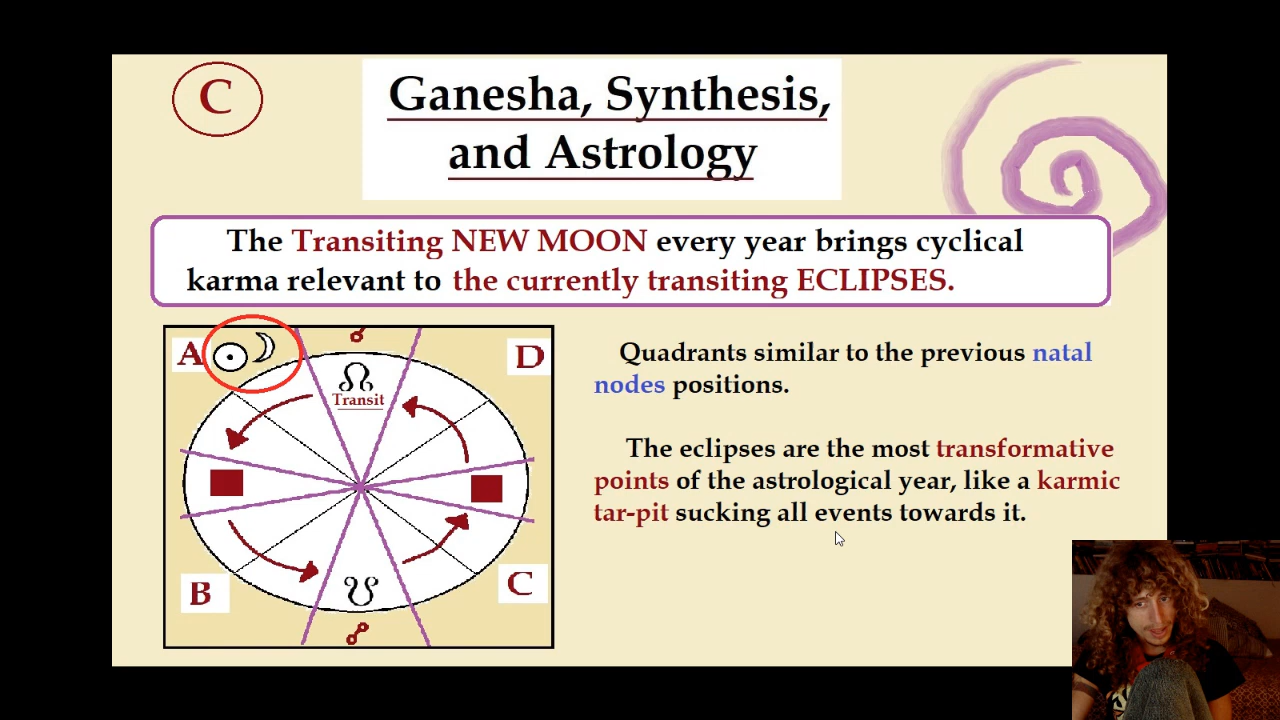 C
Ganesha, Synthesis,
and Astrology
The Transiting NEW MOON every year brings cyclical
karma relevant to the currently transiting ECLIPSES.
A
D
Transit
B
C
Quadrants similar to the previous natal
nodes positions.
The eclipses are the most transformative
points of the astrological year, like a karmic
tar-pit sucking all events towards it.